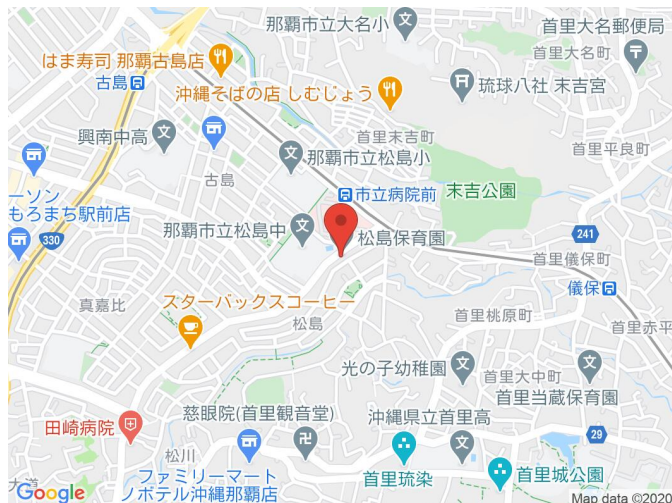 那覇市立大名小
首里大名郵便局
首里大名町
はま寿司 那覇古島店
古島
沖縄そばの店 しむじょう
琉球八社 末吉宮
興南中高
首里末吉町
首里平良町
那覇市立松島小
古島
ーソン
もろまち駅前店
市立病院前
末吉公園
330
那覇市立松島中
松島保育園
241
首里儀保町
儀保
真嘉比
スターバックスコーヒー
松島
首里桃原町
首里赤平
光の子幼稚園
首里大中町
首里当蔵保育園
田崎病院
慈眼院(首里観音堂)
沖縄県立首里高
29
松川
大道
ファミリーマート
ノボテル沖縄那覇店
首里琉染
首里城公園
Google
Map data ©2020